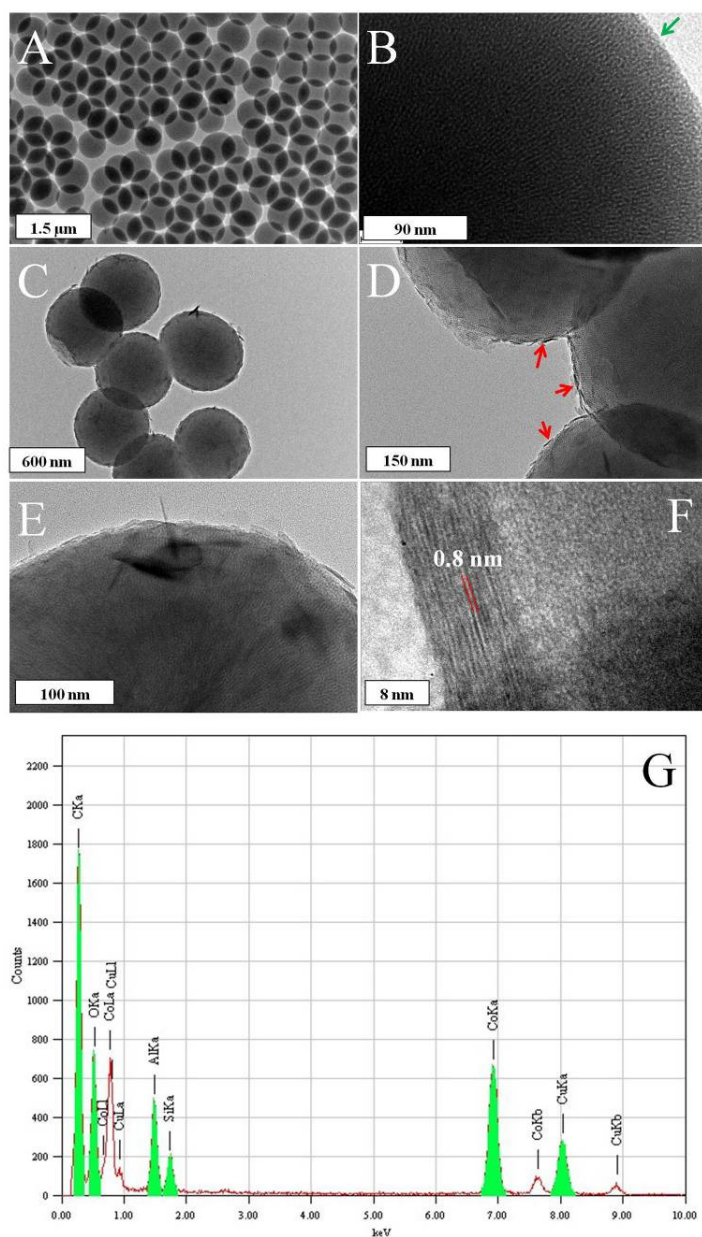 A
1.5 μm
B
90 nm
C
600 nm
D
150 nm
E
100 nm
F
0.8 nm
8 nm
G
Counts
2200
2000
1800
1600
1400
1200
1000
800
600
400
200
0
CKa
OKa
CoLl
CoLa CuLl
CuLa
AlKa
SiKa
CoKa
CoKb
CuKa
CuKb
0.00 1.00 2.00 3.00 4.00 5.00 6.00 7.00 8.00 9.00 10.00
keV